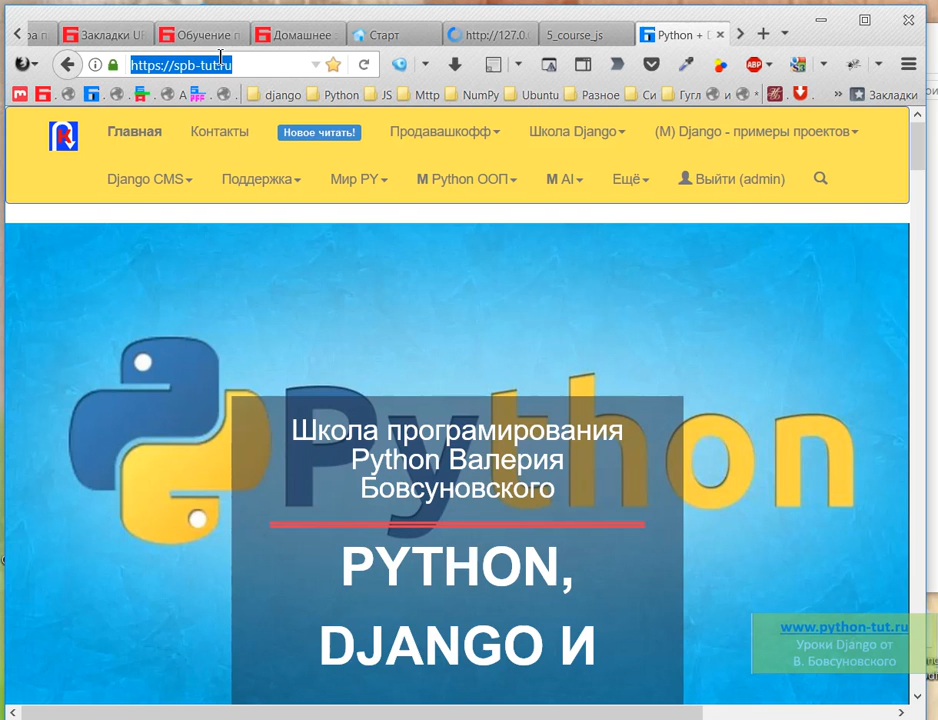 ра п
Закладки UR
Обучение п
Домашнее
Старт
http://127.0.
5_course_js
Python + D
https://spb-tut.ru
ABP
А
django
Python
JS
Mttp
NumPy
Ubuntu
Разное
Си
Гугл
и
»
Закладки
Главная
Контакты
Новое читать!
Продавашкофф
Школа Django
(M) Django - примеры проектов
Django CMS
Поддержка
Мир PY
M Python ООП
M AI
Ещё
Выйти (admin)
Python
Школа програмирования
Python Валерия
Бовсуновского
PYTHON,
DJANGO И
www.python-tut.ru
Уроки Django от
В. Бовсуновского